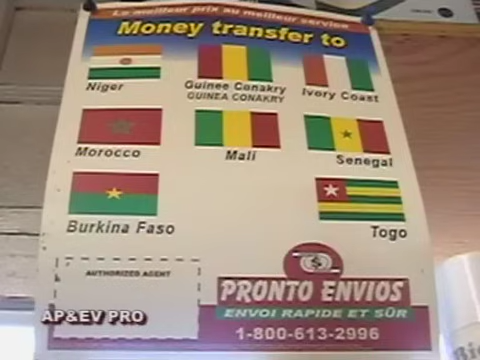 Le meilleur prix au meilleur service
Money transfer to
Niger
Guinee Conakry
GUINEA CONAKRY
Ivory Coast
Morocco
Mali
Senegal
Burkina Faso
Togo
AUTHORIZED AGENT
$
PRONTO ENVIOS
ENVOI RAPIDE ET SÛR
1-800-613-2996
AP&EV PRO